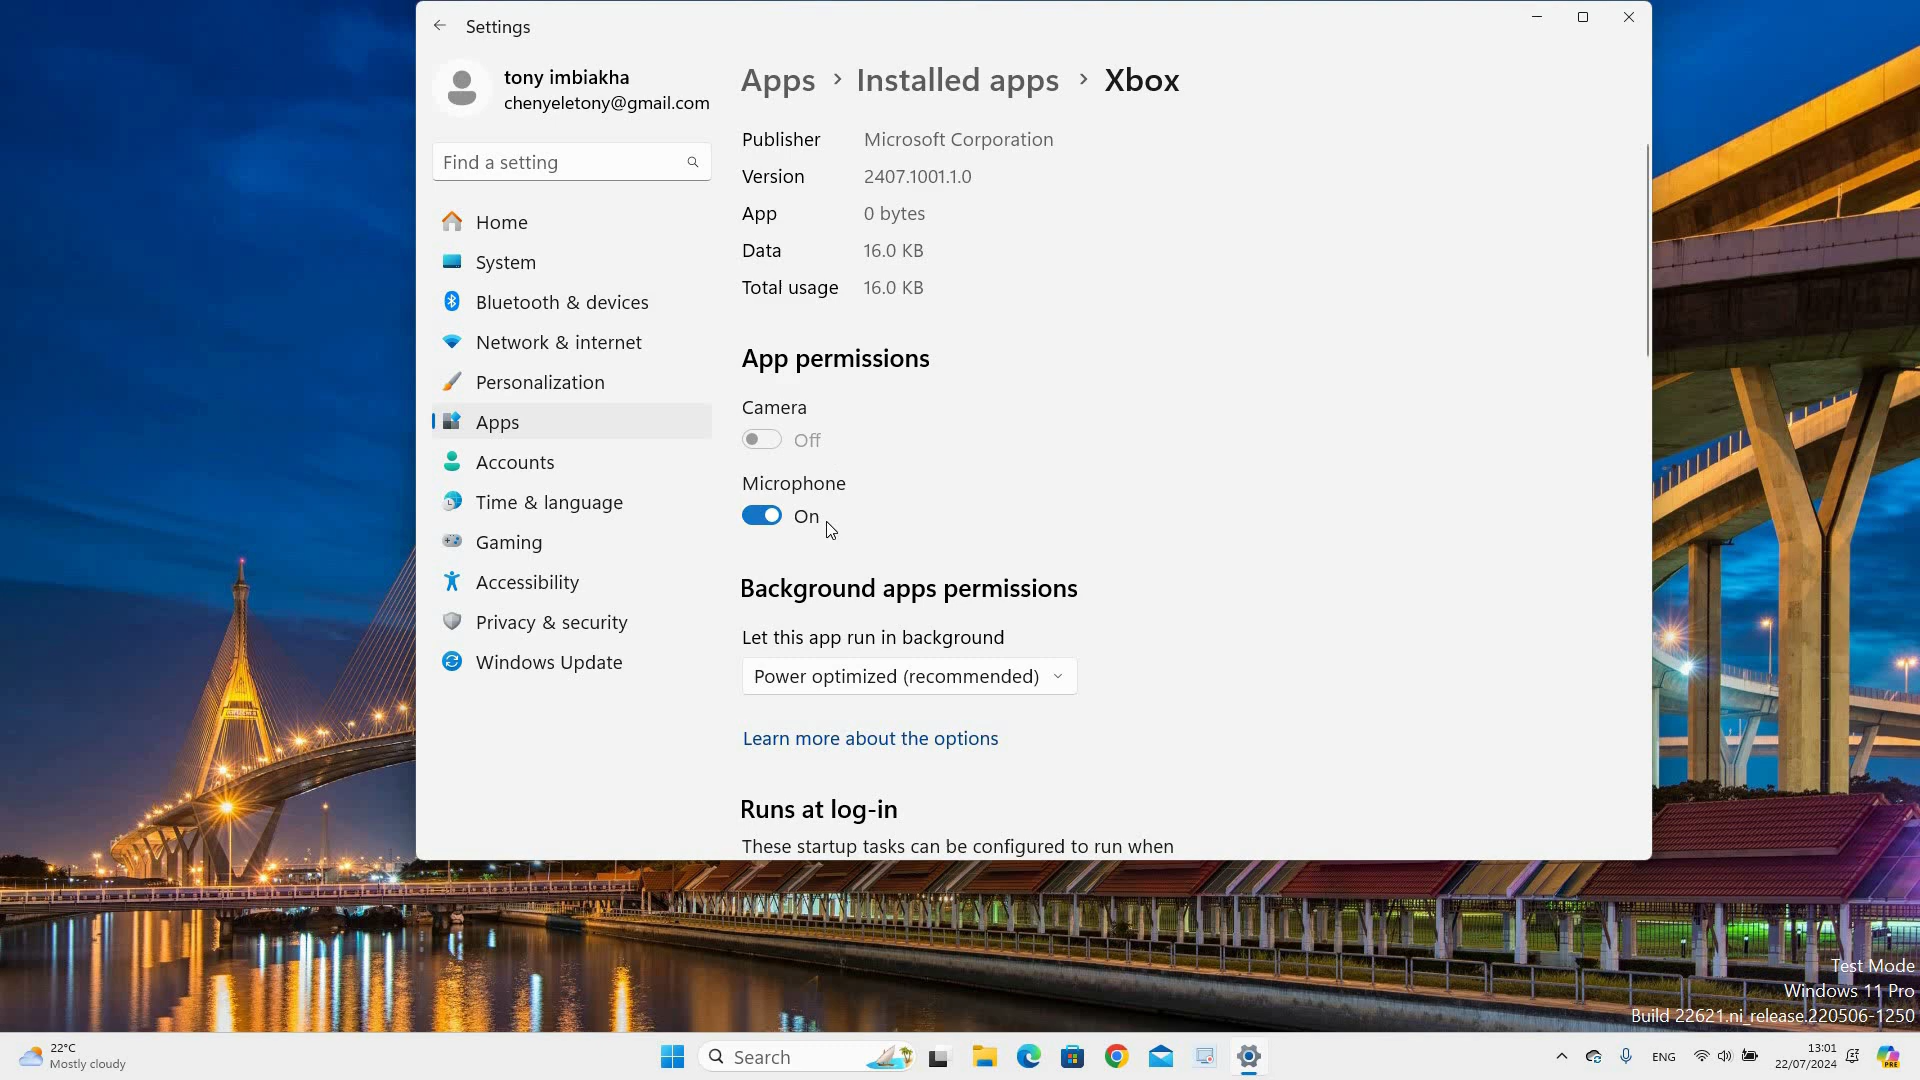 Settings
tony imbiakha
chenyeletony@gmail.com
Find a setting
Home
System
Bluetooth & devices
Network & internet
Personalization
Apps
Accounts
Time & language
Gaming
Accessibility
Privacy & security
Windows Update
Apps > Installed apps > Xbox
Publisher Microsoft Corporation
Version 2407.1001.1.0
App 0 bytes
Data 16.0 KB
Total usage 16.0 KB
App permissions
Camera
Off
Microphone
On
Background apps permissions
Let this app run in background
Power optimized (recommended)
Learn more about the options
Runs at log-in
These startup tasks can be configured to run when
Test Mode
Windows 11 Pro
Build 22621.ni_release.220506-1250
22°C
Mostly cloudy
Search
PRE
ENG
13:01
22/07/2024